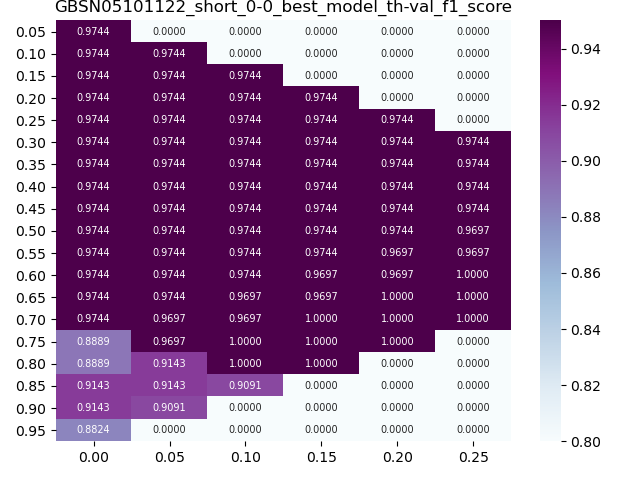 GBSN05101122_short_0-0_best_model_th-val_f1_score
0.05 0.9744 0.0000 0.0000 0.0000 0.0000 0.0000
0.10 0.9744 0.9744 0.0000 0.0000 0.0000 0.0000
0.15 0.9744 0.9744 0.9744 0.0000 0.0000 0.0000
0.20 0.9744 0.9744 0.9744 0.9744 0.0000 0.0000
0.25 0.9744 0.9744 0.9744 0.9744 0.9744 0.0000
0.30 0.9744 0.9744 0.9744 0.9744 0.9744 0.9744
0.35 0.9744 0.9744 0.9744 0.9744 0.9744 0.9744
0.40 0.9744 0.9744 0.9744 0.9744 0.9744 0.9744
0.45 0.9744 0.9744 0.9744 0.9744 0.9744 0.9744
0.50 0.9744 0.9744 0.9744 0.9744 0.9744 0.9697
0.55 0.9744 0.9744 0.9744 0.9744 0.9697 0.9697
0.60 0.9744 0.9744 0.9744 0.9697 0.9697 1.0000
0.65 0.9744 0.9744 0.9697 0.9697 1.0000 1.0000
0.70 0.9744 0.9697 0.9697 1.0000 1.0000 1.0000
0.75 0.8889 0.9697 1.0000 1.0000 1.0000 0.0000
0.80 0.8889 0.9143 1.0000 1.0000 0.0000 0.0000
0.85 0.9143 0.9143 0.9091 0.0000 0.0000 0.0000
0.90 0.9143 0.9091 0.0000 0.0000 0.0000 0.0000
0.95 0.8824 0.0000 0.0000 0.0000 0.0000 0.0000
0.00 0.05 0.10 0.15 0.20 0.25
0.94
0.92
0.90
0.88
0.86
0.84
0.82
0.80